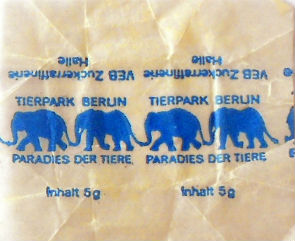 Halle Halle
VEB Zuckerraffinerie VEB Zuckerraffinerie
TIERPARK BERLIN TIERPARK BERLIN
PARADIES DER TIERE, PARADIES DER TIERE
Inhalt 5g Inhalt 5g